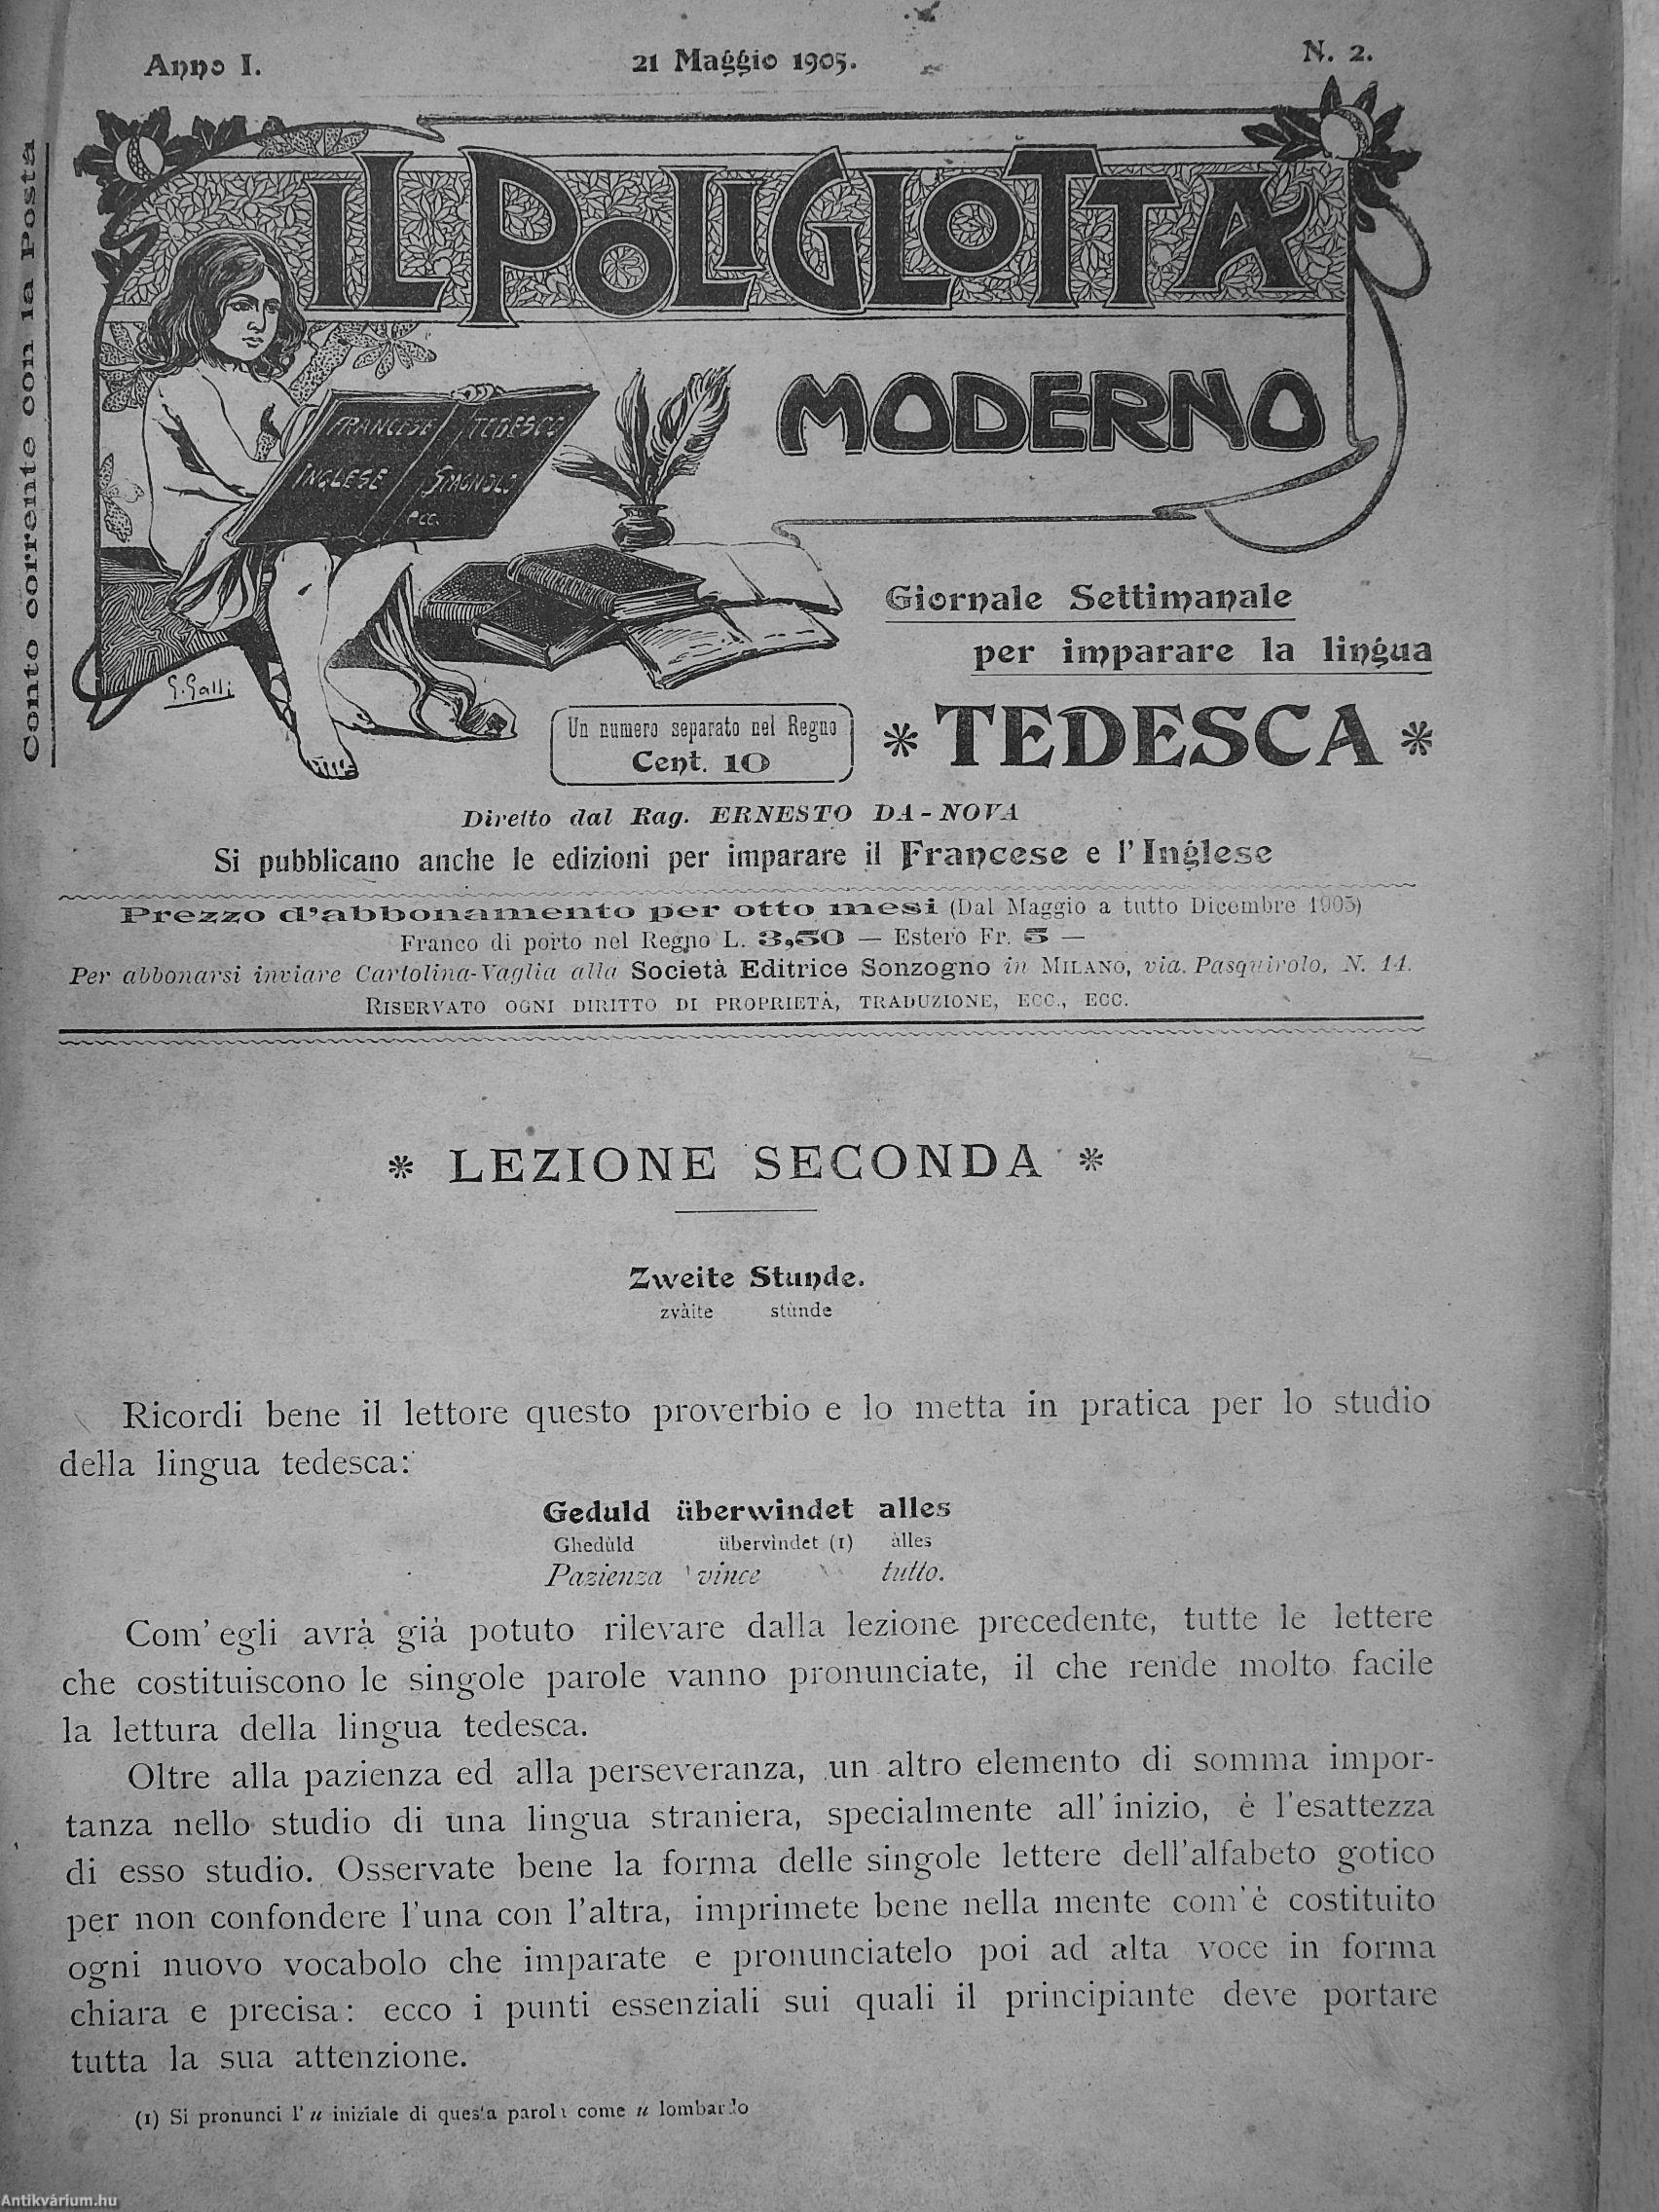 Anno I.
21 Maggio 1905.
N. 2.
Conto corrente con la Posta
IL POLIGLOTTA
MODERNO
FRANCESE TEDESCO
INGLESE SPAGNOLO
ecc.
G. Galli
Giornale Settimanale
per imparare la lingua
* TEDESCA *
Un numero separato nel Regno
Cent. 10
Diretto dal Rag. ERNESTO DA-NOVA
Si pubblicano anche le edizioni per imparare il Francese e l'Inglese
Prezzo d'abbonamento per otto mesi (Dal Maggio a tutto Dicembre 1905)
Franco di porto nel Regno L. 3,50 — Estero Fr. 5 —
Per abbonarsi inviare Cartolina-Vaglia alla Società Editrice Sonzogno in MILANO, via Pasquirolo, N. 14.
RISERVATO OGNI DIRITTO DI PROPRIETÀ, TRADUZIONE, ECC., ECC.
* LEZIONE SECONDA *
Zweite Stunde.
zvàite stùnde
Ricordi bene il lettore questo proverbio e lo metta in pratica per lo studio
della lingua tedesca:
Geduld überwindet alles
Ghedùld übervìndet (1) àlles
Pazienza vince tutto.
Com' egli avrà già potuto rilevare dalla lezione precedente, tutte le lettere
che costituiscono le singole parole vanno pronunciate, il che rende molto facile
la lettura della lingua tedesca.
Oltre alla pazienza ed alla perseveranza, un altro elemento di somma impor-
tanza nello studio di una lingua straniera, specialmente all' inizio, è l'esattezza
di esso studio. Osservate bene la forma delle singole lettere dell'alfabeto gotico
per non confondere l'una con l'altra, imprimete bene nella mente com'è costituito
ogni nuovo vocabolo che imparate e pronunciatelo poi ad alta voce in forma
chiara e precisa: ecco i punti essenziali sui quali il principiante deve portare
tutta la sua attenzione.
(1) Si pronunci l' u iniziale di questa parola come u lombardo
Antikvárium.hu